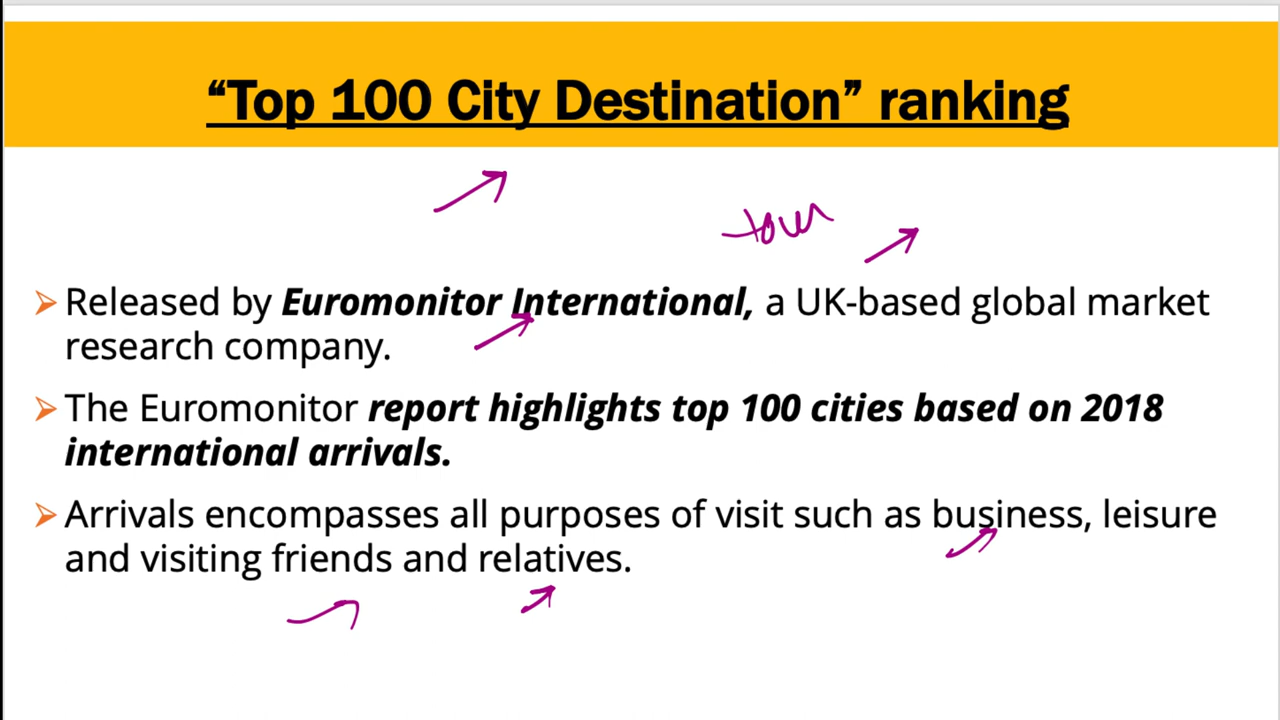 “Top 100 City Destination” ranking
tour
➢ Released by Euromonitor International, a UK-based global market
research company.
➢ The Euromonitor report highlights top 100 cities based on 2018
international arrivals.
➢ Arrivals encompasses all purposes of visit such as business, leisure
and visiting friends and relatives.